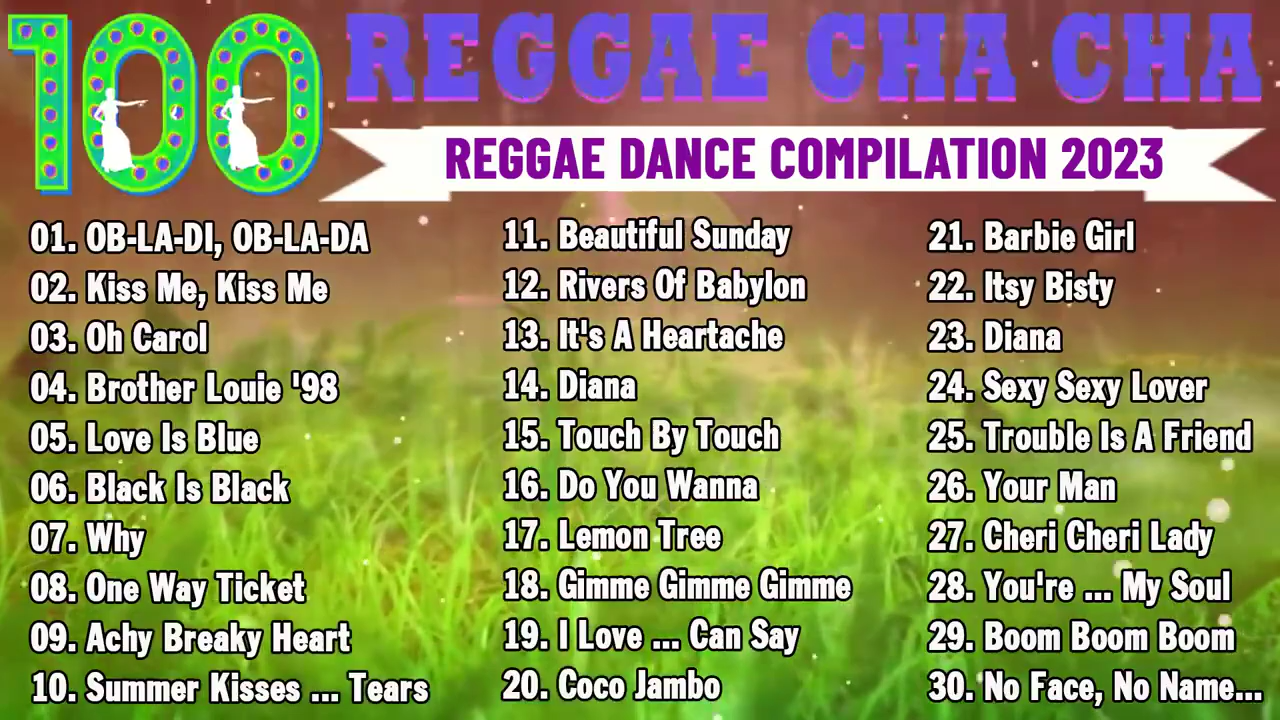 100 REGGAE CHA CHA
REGGAE DANCE COMPILATION 2023
01. OB-LA-DI, OB-LA-DA
02. Kiss Me, Kiss Me
03. Oh Carol
04. Brother Louie '98
05. Love Is Blue
06. Black Is Black
07. Why
08. One Way Ticket
09. Achy Breaky Heart
10. Summer Kisses ... Tears
11. Beautiful Sunday
12. Rivers Of Babylon
13. It's A Heartache
14. Diana
15. Touch By Touch
16. Do You Wanna
17. Lemon Tree
18. Gimme Gimme Gimme
19. I Love ... Can Say
20. Coco Jambo
21. Barbie Girl
22. Itsy Bisty
23. Diana
24. Sexy Sexy Lover
25. Trouble Is A Friend
26. Your Man
27. Cheri Cheri Lady
28. You're ... My Soul
29. Boom Boom Boom
30. No Face, No Name...